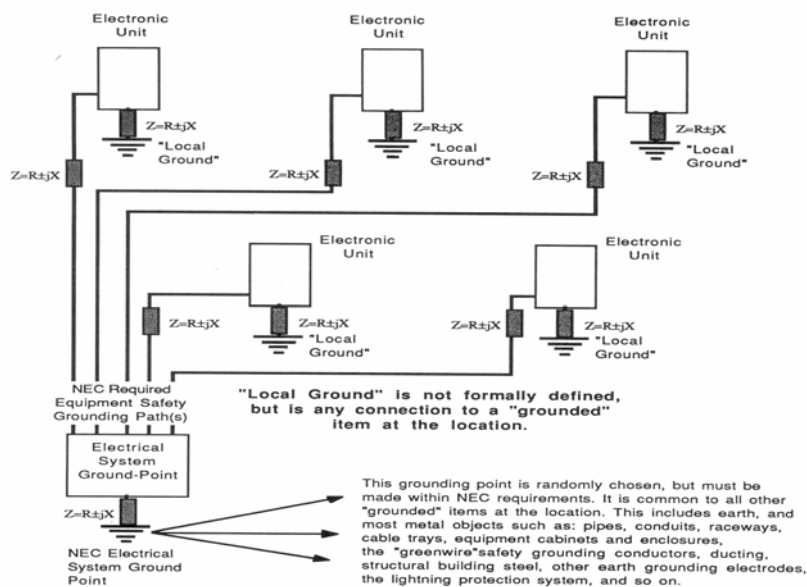 Electronic
Unit
Electronic
Unit
Electronic
Unit
Z=R±jX
Z=R±jX
Z=R±jX
"Local
Ground"
"Local
Ground"
"Local
Ground"
Z=R±jX
Z=R±jX
Z=R±jX
Electronic
Unit
Electronic
Unit
Z=R±jX
Z=R±jX
Z=R±jX
Z=R±jX
"Local
Ground"
"Local
Ground"
NEC Required
Equipment Safety
Grounding Path(s)
"Local Ground" is not formally defined,
but is any connection to a "grounded"
item at the location.
Electrical
System
Ground-Point
Z=R±jX
NEC Electrical
System Ground
Point
This grounding point is randomly chosen, but must be
made within NEC requirements. It is common to all other
"grounded" items at the location. This includes earth, and
most metal objects such as: pipes, conduits, raceways,
cable trays, equipment cabinets and enclosures,
the "greenwire"safety grounding conductors, ducting,
structural building steel, other earth grounding electrodes,
the lightning protection system, and so on.